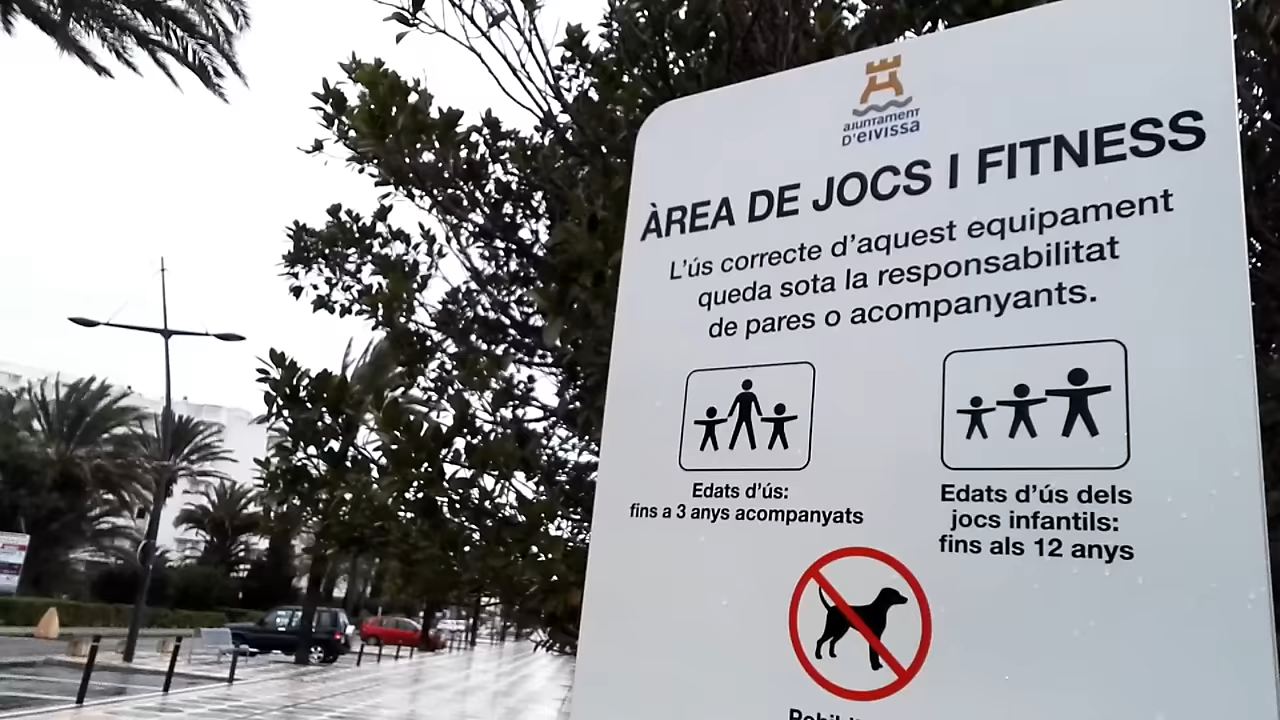 ajuntament
D'eivissa
ÀREA DE JOCS I FITNESS
L'ús correcte d'aquest equipament
queda sota la responsabilitat
de pares o acompanyants.
Edats d'ús:
fins a 3 anys acompanyats
Edats d'ús dels
jocs infantils:
fins als 12 anys